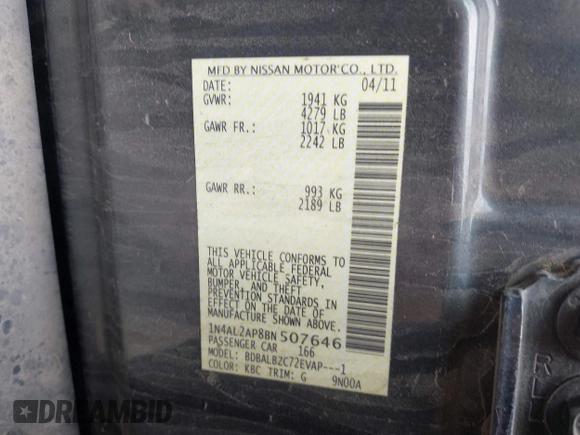 MFD BY NISSAN MOTOR CO., LTD.
DATE: 04/11
GVWR: 1941 KG
4279 LB
GAWR FR.: 1017 KG
2242 LB
GAWR RR.: 993 KG
2189 LB
THIS VEHICLE CONFORMS TO
ALL APPLICABLE FEDERAL
MOTOR VEHICLE SAFETY,
BUMPER, AND THEFT
PREVENTION STANDARDS IN
EFFECT ON THE DATE OF
MANUFACTURE SHOWN ABOVE.
1N4AL2AP8BN 507646
PASSENGER CAR 166
MODEL: BDBALBZC72EVAP---1
COLOR: KBC TRIM: G 9N00A
R L
DREAMBID